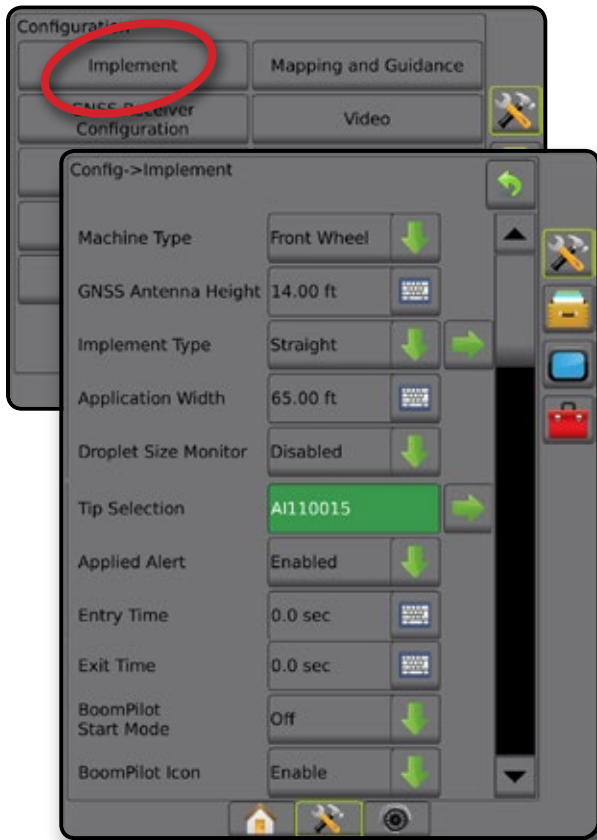 Configuration
Implement Mapping and Guidance
GNSS Receiver
Configuration
Video
Config->Implement
Machine Type Front Wheel
GNSS Antenna Height 14.00 ft
Implement Type Straight
Application Width 65.00 ft
Droplet Size Monitor Disabled
Tip Selection AI110015
Applied Alert Enabled
Entry Time 0.0 sec
Exit Time 0.0 sec
BoomPilot
Start Mode
Off
BoomPilot Icon Enable